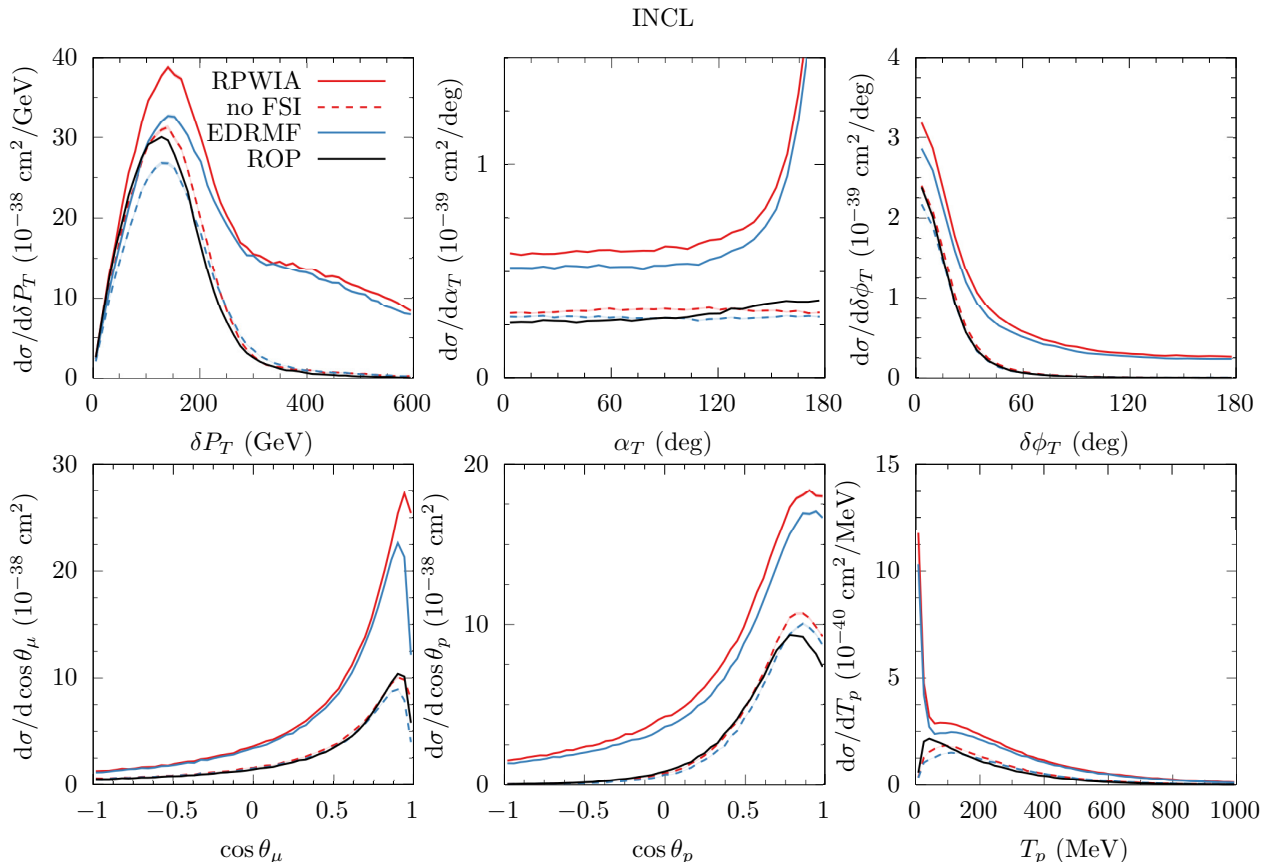 INCL
dσ/dδP_T (10^−38 cm^2/GeV)
40
30
20
10
0
0 200 400 600
δP_T (GeV)
RPWIA
no FSI
EDRMF
ROP
dσ/dα_T (10^−39 cm^2/deg)
1
0
0 60 120 180
α_T (deg)
dσ/dδϕ_T (10^−39 cm^2/deg)
4
3
2
1
0
0 60 120 180
δϕ_T (deg)
dσ/d cos θ_μ (10^−38 cm^2)
30
20
10
0
−1 −0.5 0 0.5 1
cos θ_μ
dσ/d cos θ_p (10^−38 cm^2)
20
10
0
−1 −0.5 0 0.5 1
cos θ_p
dσ/dT_p (10^−40 cm^2/MeV)
15
10
5
0
0 200 400 600 800 1000
T_p (MeV)